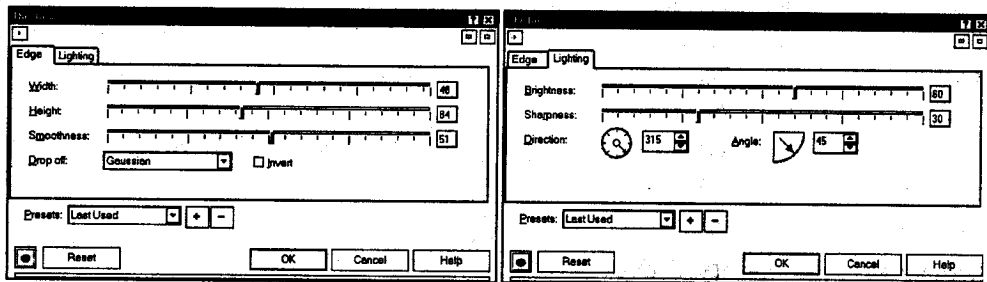 Edge Lighting
Width: 46
Height: 84
Smoothness: 51
Drop off: Gaussian Invert
Presets: Last Used + -
Reset OK Cancel Help
Edge Lighting
Brightness: 60
Sharpness: 30
Direction: 315 Angle: 45
Presets: Last Used + -
Reset OK Cancel Help